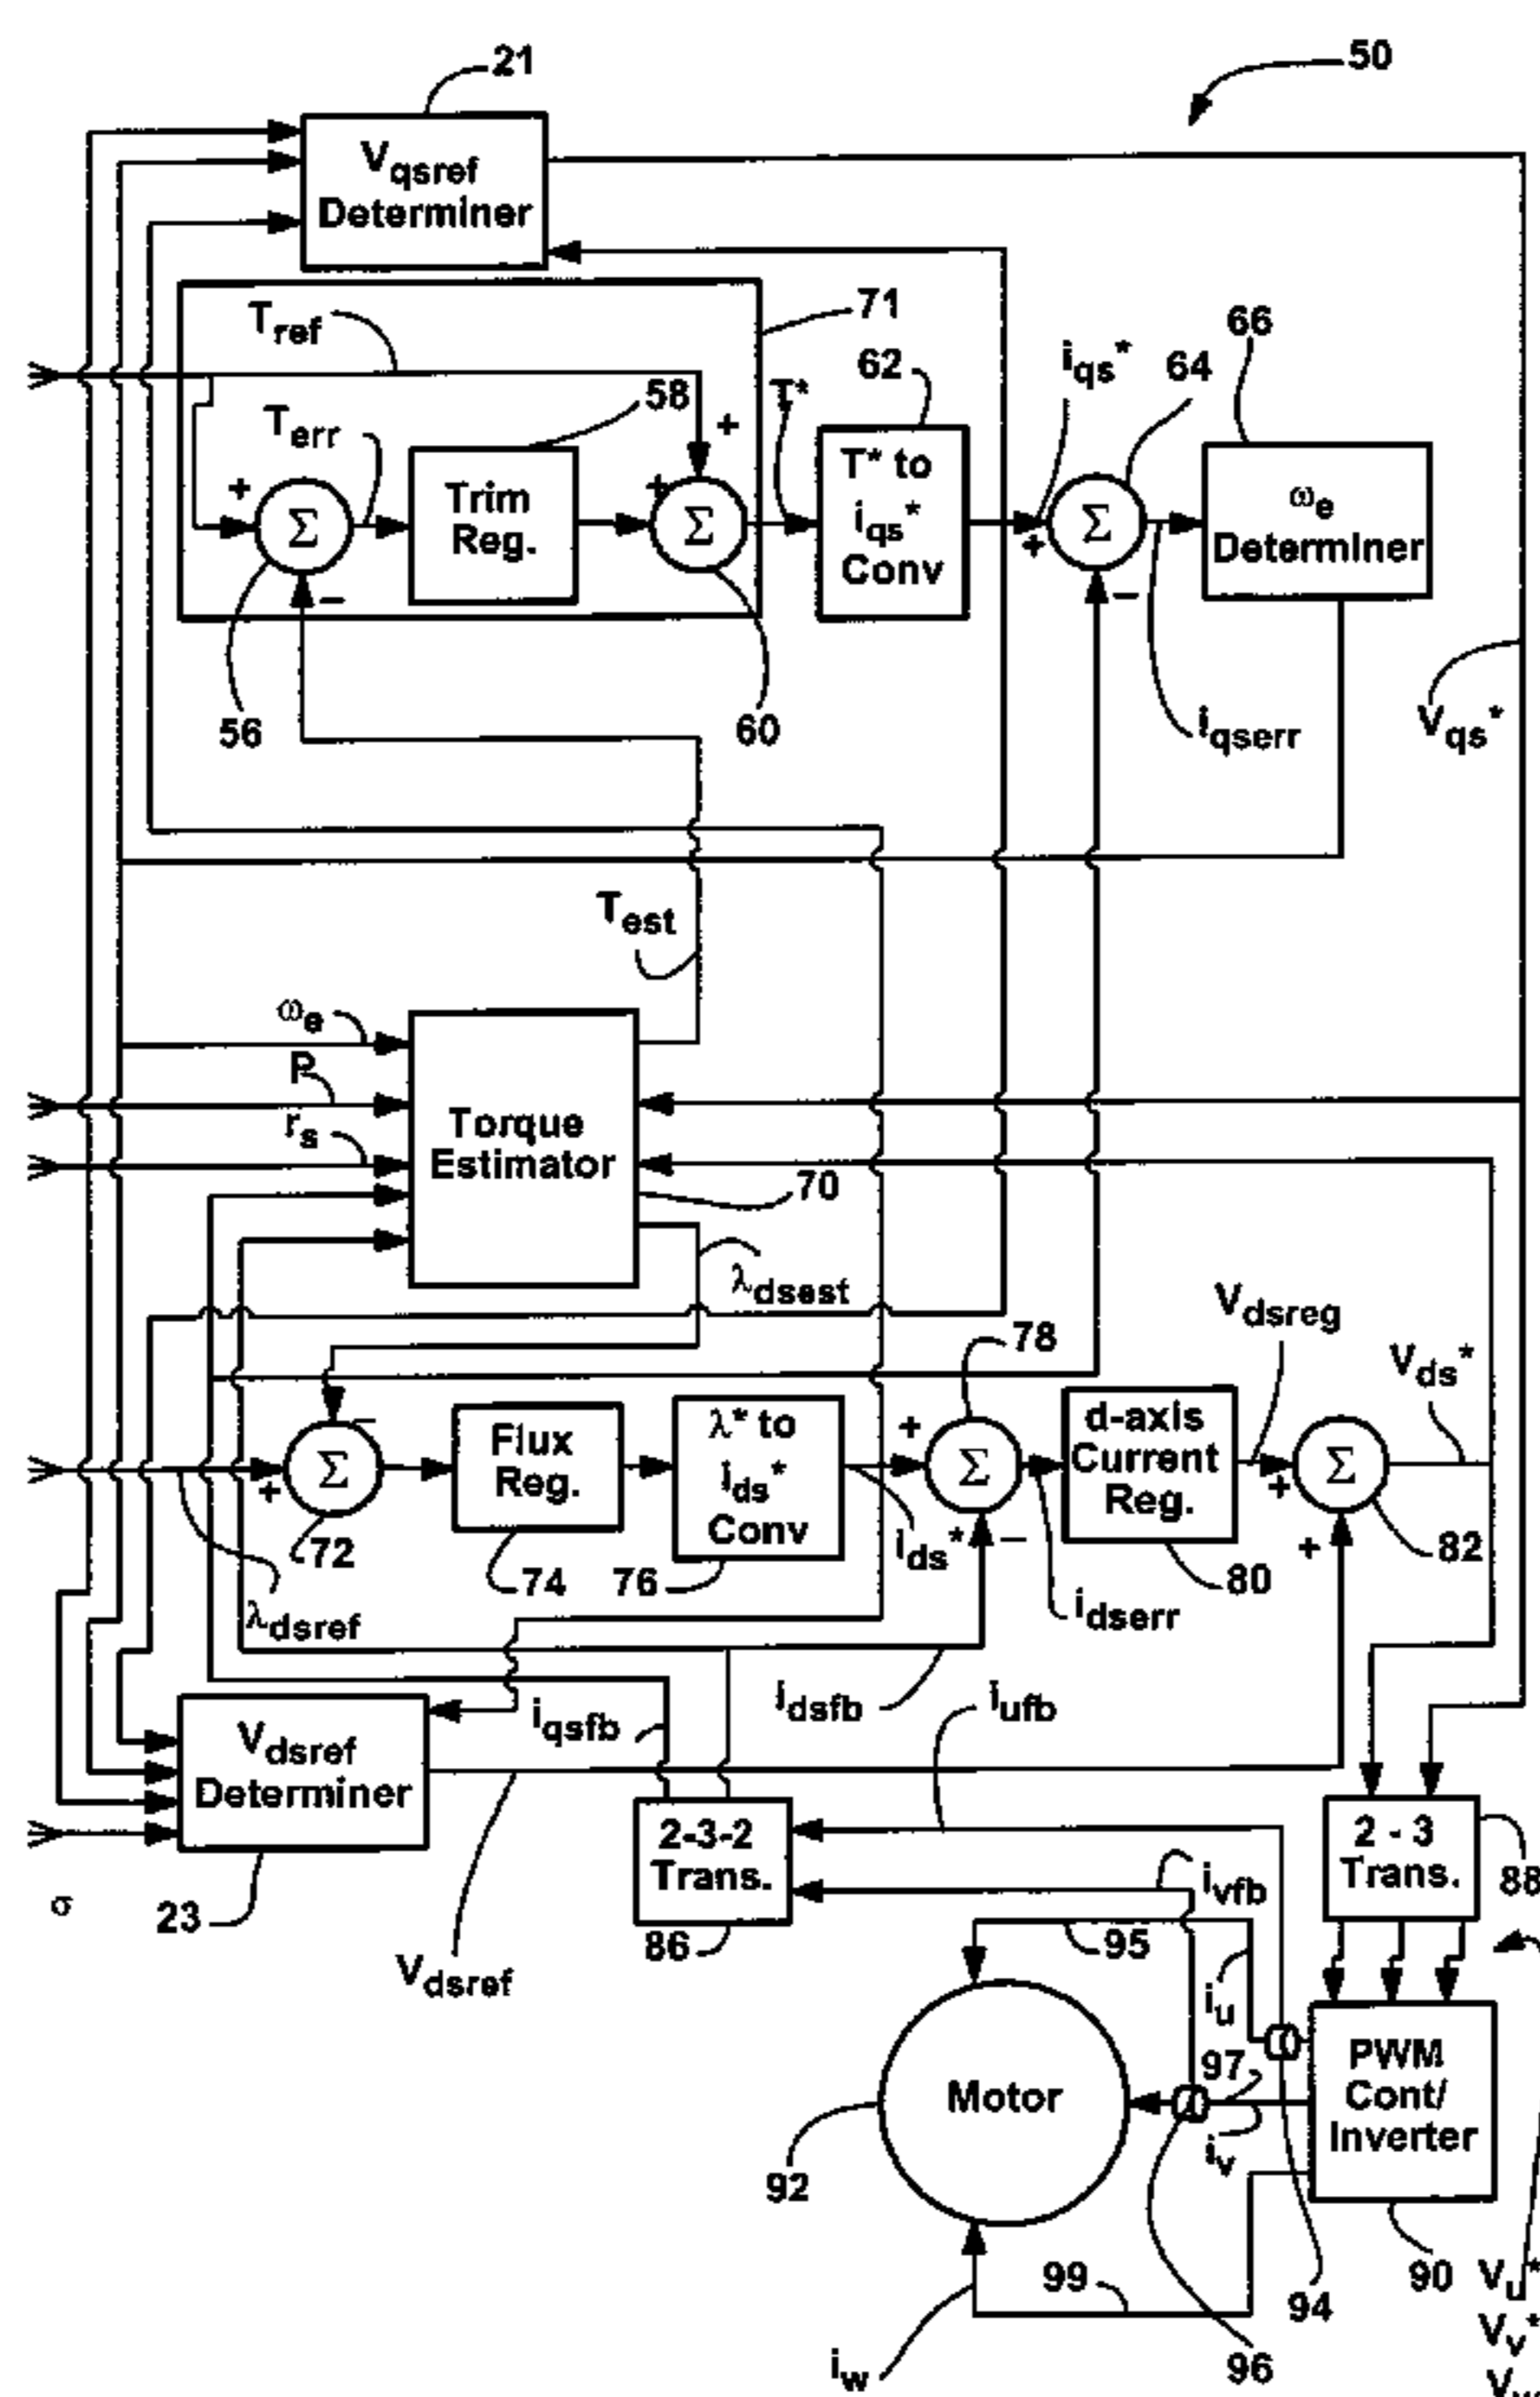 21
50
Vqsref
Determiner
Tref
71
66
62
iqs*
64
58
T*
Terr
+
T* to
iqs*
Conv
ωe
Determiner
+
+
Trim
Reg.
Σ
Σ
Σ
+
−
−
56
60
iqserr
Vqs*
Test
ωe
P
rs
Torque
Estimator
70
λdsest
Vdsreg
78
Vds*
−
+
d-axis
Current
Reg.
Flux
Reg.
λ* to
ids*
Conv
Σ
Σ
Σ
+
+
72
ids*
−
+
82
74
76
80
λdsref
idserr
idsfb
iufb
iqsfb
Vdsref
Determiner
2-3-2
Trans.
2 - 3
Trans.
88
ivfb
σ
23
86
95
Vdsref
iu
97
PWM
Cont/
Inverter
Motor
iv
92
99
90
Vu*
94
Vv*
96
iw